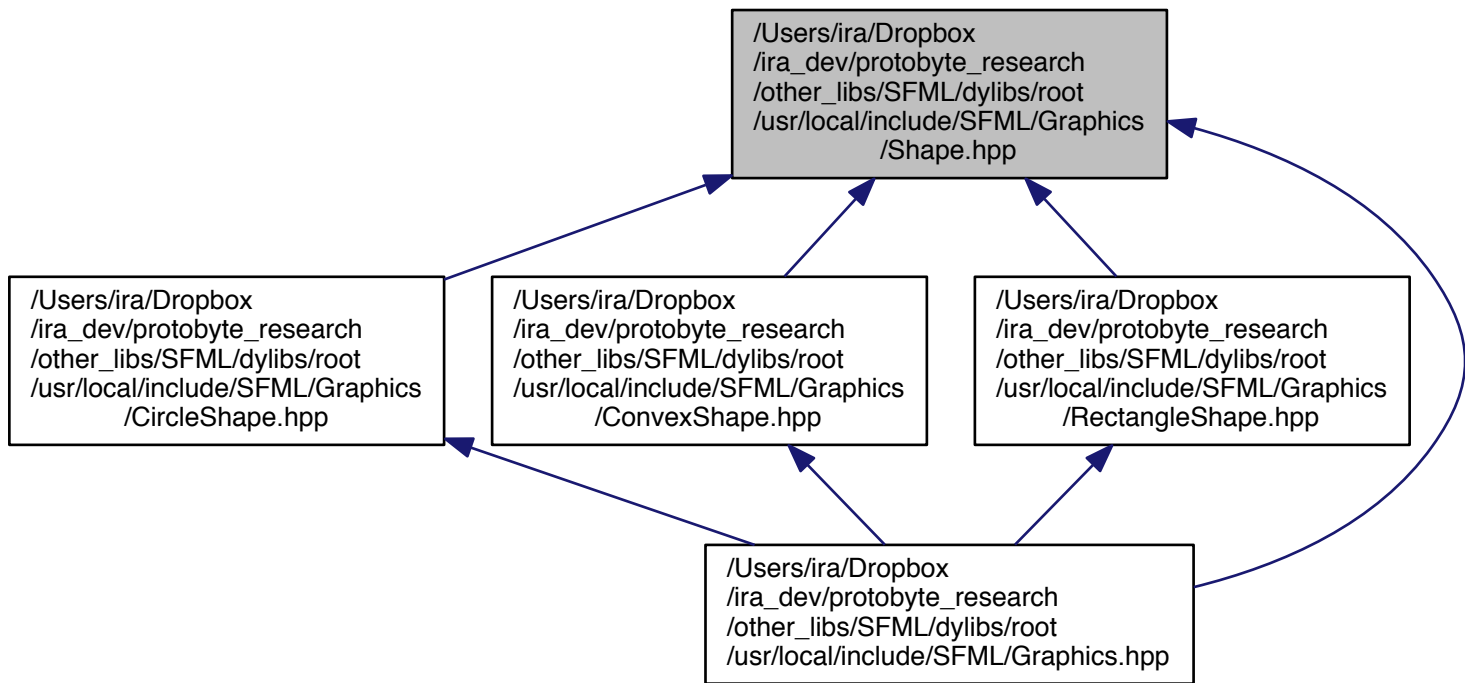 /Users/ira/Dropbox
/ira_dev/protobyte_research
/other_libs/SFML/dylibs/root
/usr/local/include/SFML/Graphics
/Shape.hpp
/Users/ira/Dropbox
/ira_dev/protobyte_research
/other_libs/SFML/dylibs/root
/usr/local/include/SFML/Graphics
/CircleShape.hpp
/Users/ira/Dropbox
/ira_dev/protobyte_research
/other_libs/SFML/dylibs/root
/usr/local/include/SFML/Graphics
/ConvexShape.hpp
/Users/ira/Dropbox
/ira_dev/protobyte_research
/other_libs/SFML/dylibs/root
/usr/local/include/SFML/Graphics
/RectangleShape.hpp
/Users/ira/Dropbox
/ira_dev/protobyte_research
/other_libs/SFML/dylibs/root
/usr/local/include/SFML/Graphics.hpp